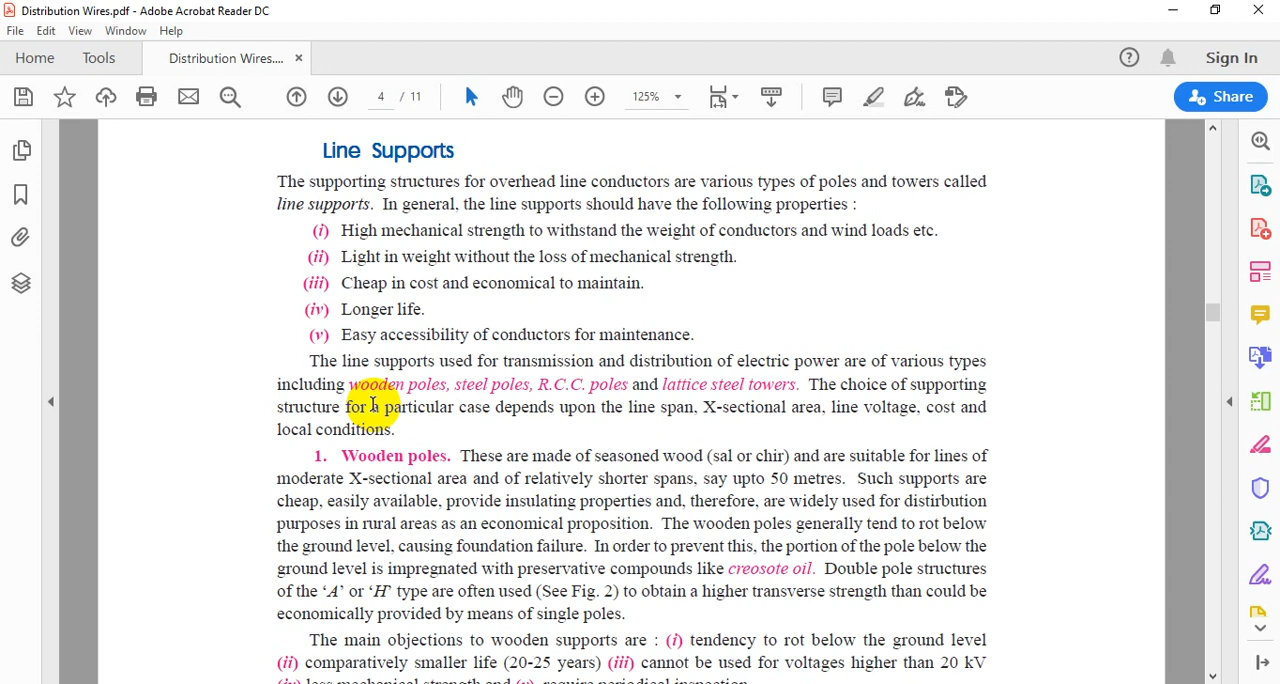 Distribution Wires.pdf - Adobe Acrobat Reader DC
File Edit View Window Help
Home Tools Distribution Wires.... × Sign In
4 / 11 125% Share
Line Supports
The supporting structures for overhead line conductors are various types of poles and towers called
line supports. In general, the line supports should have the following properties :
(i) High mechanical strength to withstand the weight of conductors and wind loads etc.
(ii) Light in weight without the loss of mechanical strength.
(iii) Cheap in cost and economical to maintain.
(iv) Longer life.
(v) Easy accessibility of conductors for maintenance.
The line supports used for transmission and distribution of electric power are of various types
including wooden poles, steel poles, R.C.C. poles and lattice steel towers. The choice of supporting
structure for a particular case depends upon the line span, X-sectional area, line voltage, cost and
local conditions.
1. Wooden poles. These are made of seasoned wood (sal or chir) and are suitable for lines of
moderate X-sectional area and of relatively shorter spans, say upto 50 metres. Such supports are
cheap, easily available, provide insulating properties and, therefore, are widely used for distirbution
purposes in rural areas as an economical proposition. The wooden poles generally tend to rot below
the ground level, causing foundation failure. In order to prevent this, the portion of the pole below the
ground level is impregnated with preservative compounds like creosote oil. Double pole structures
of the ‘A’ or ‘H’ type are often used (See Fig. 2) to obtain a higher transverse strength than could be
economically provided by means of single poles.
The main objections to wooden supports are : (i) tendency to rot below the ground level
(ii) comparatively smaller life (20-25 years) (iii) cannot be used for voltages higher than 20 kV
(iv) less mechanical strength and (v) require periodical inspection.